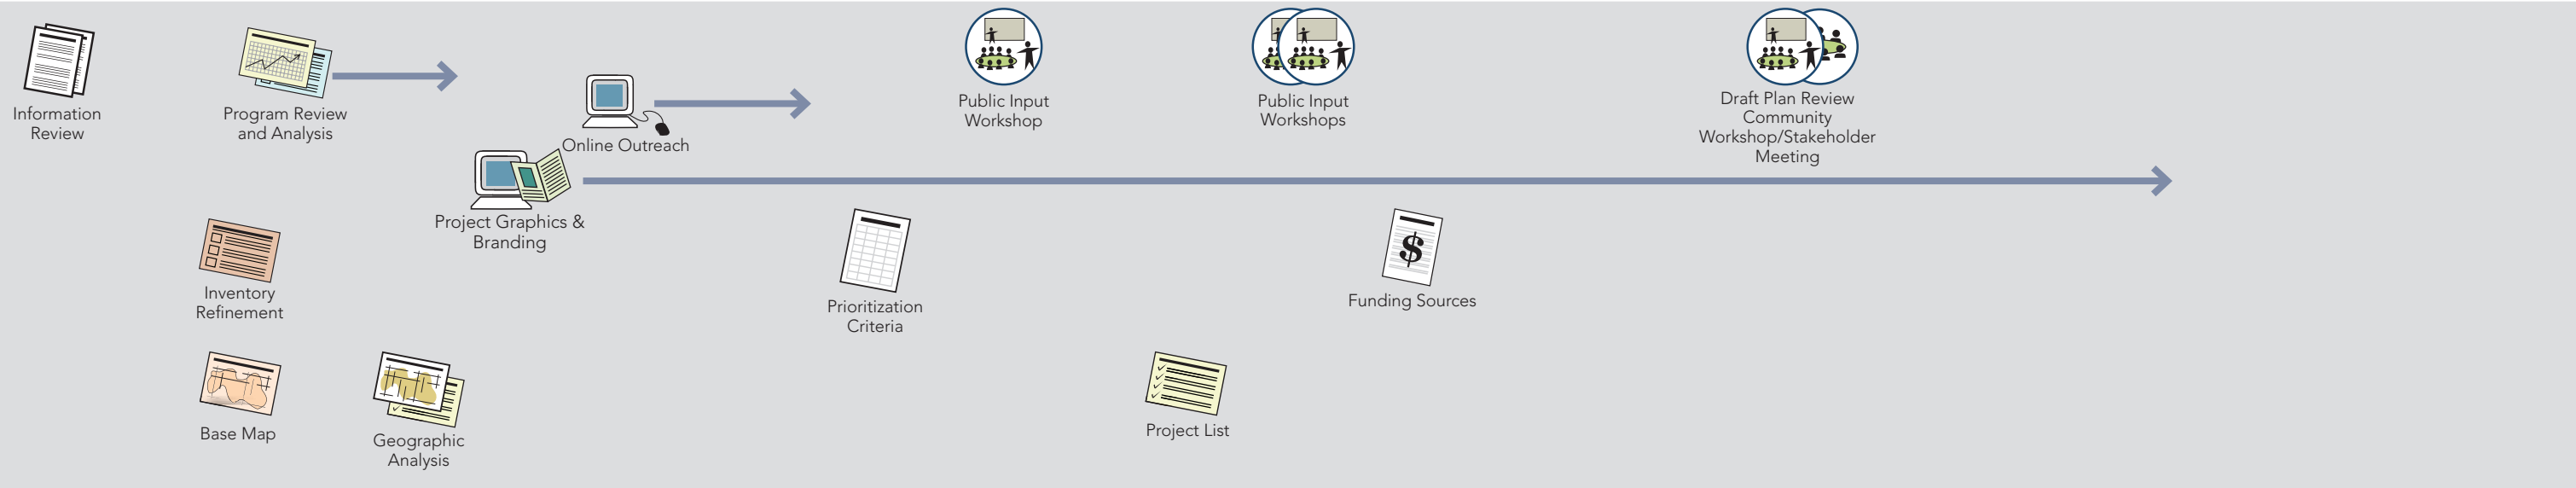 Information
Review
Program Review
and Analysis
Online Outreach
Public Input
Workshop
Public Input
Workshops
Draft Plan Review
Community
Workshop/Stakeholder
Meeting
Project Graphics &
Branding
Inventory
Refinement
Prioritization
Criteria
$
Funding Sources
Base Map
Geographic
Analysis
Project List